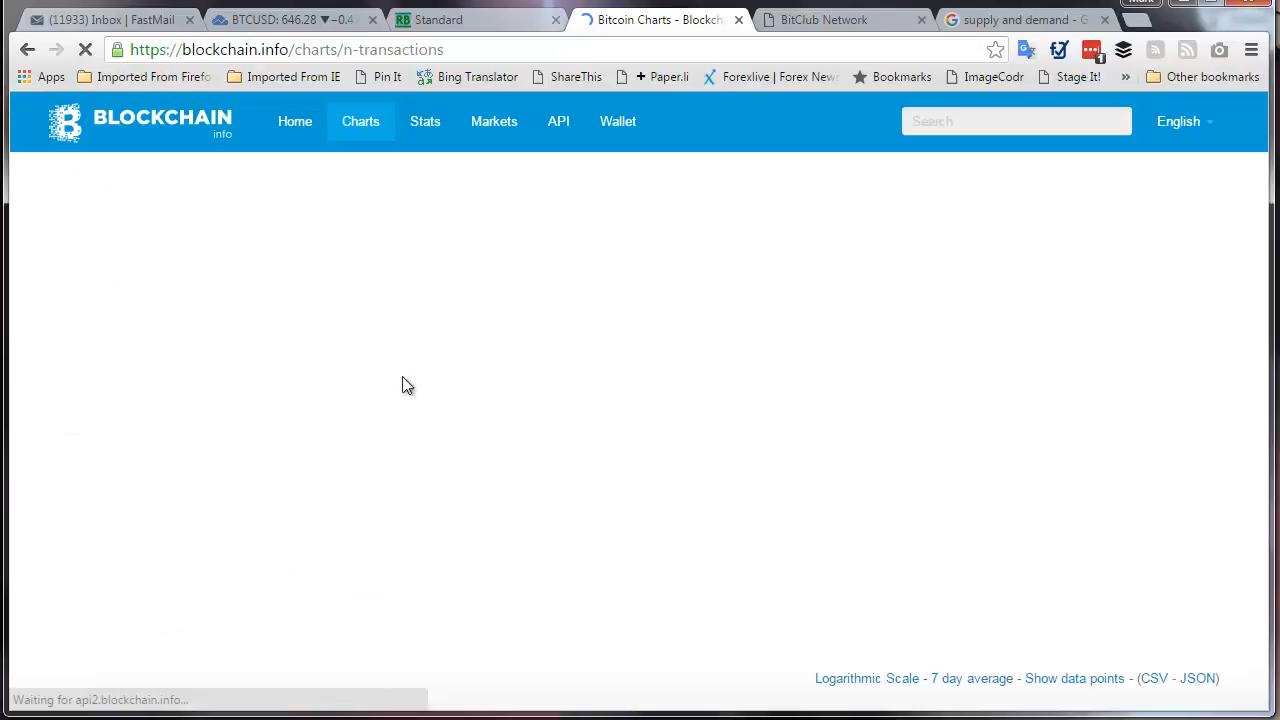 Mark
(11933) Inbox | FastMail
BTCUSD: 646.28 ▼-0.4
RB Standard
Bitcoin Charts - Blockch
BitClub Network
supply and demand - G
https://blockchain.info/charts/n-transactions
Apps
Imported From Firefo
Imported From IE
Pin It
Bing Translator
ShareThis
+ Paper.li
Forexlive | Forex New
Bookmarks
ImageCodr
Stage It!
»
Other bookmarks
BLOCKCHAIN
info
Home
Charts
Stats
Markets
API
Wallet
Search
English
Logarithmic Scale - 7 day average - Show data points - (CSV - JSON)
Waiting for api2.blockchain.info...